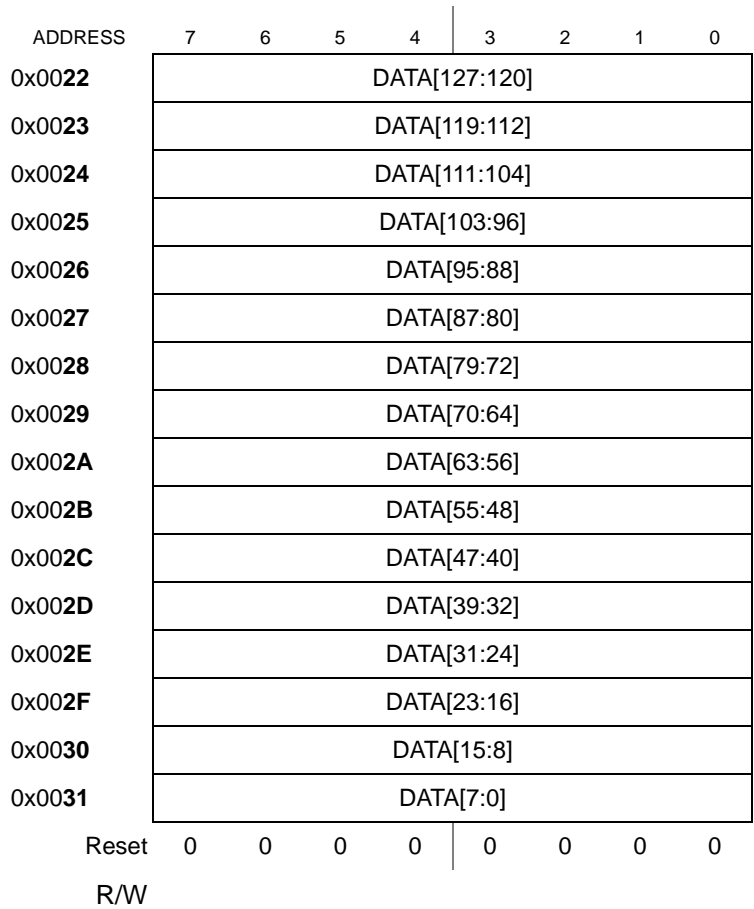 ADDRESS 7 6 5 4 3 2 1 0
0x0022 DATA[127:120]
0x0023 DATA[119:112]
0x0024 DATA[111:104]
0x0025 DATA[103:96]
0x0026 DATA[95:88]
0x0027 DATA[87:80]
0x0028 DATA[79:72]
0x0029 DATA[70:64]
0x002A DATA[63:56]
0x002B DATA[55:48]
0x002C DATA[47:40]
0x002D DATA[39:32]
0x002E DATA[31:24]
0x002F DATA[23:16]
0x0030 DATA[15:8]
0x0031 DATA[7:0]
Reset 0 0 0 0 0 0 0 0
R/W